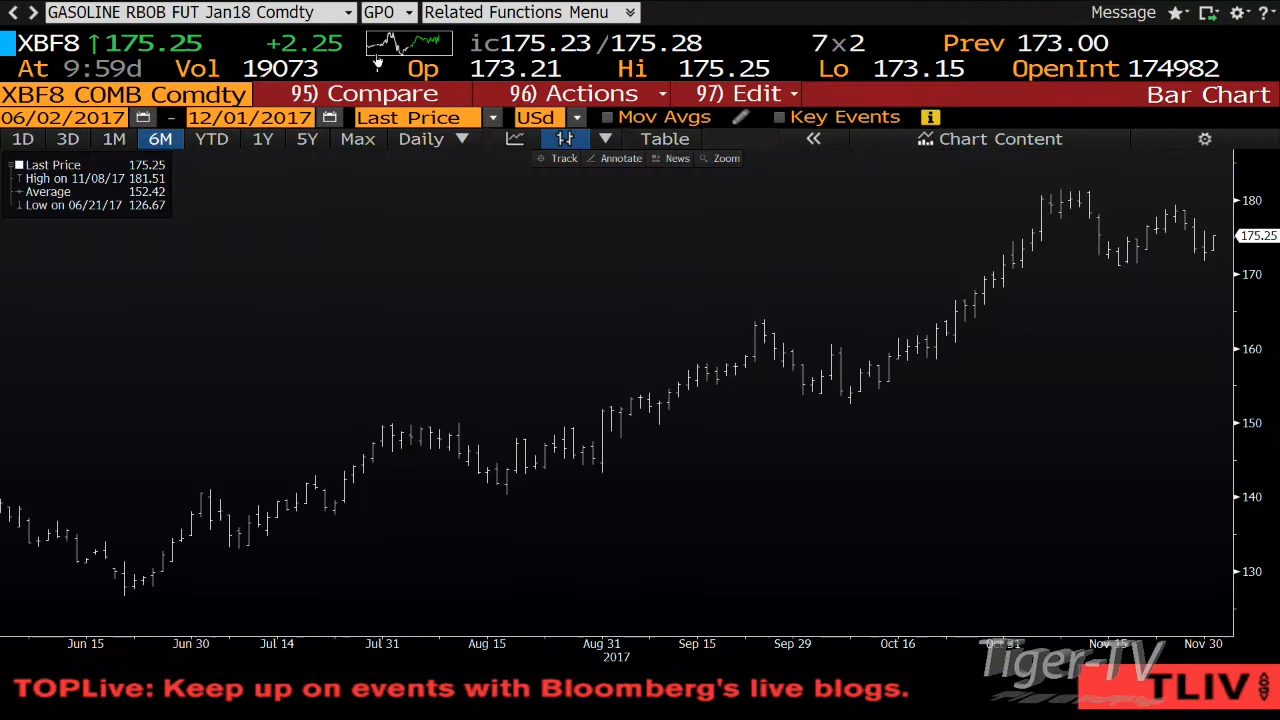 GASOLINE RBOB FUT Jan18 Comdty GPO Related Functions Menu Message
XBF8 ↑175.25 +2.25 ic175.23/175.28 7x2 Prev 173.00
At 9:59d Vol 19073 Op 173.21 Hi 175.25 Lo 173.15 OpenInt 174982
XBF8 COMB Comdty 95) Compare 96) Actions 97) Edit Bar Chart
06/02/2017 - 12/01/2017 Last Price USd Mov Avgs Key Events
1D 3D 1M 6M YTD 1Y 5Y Max Daily Table « Chart Content
Track Annotate News Zoom
Last Price 175.25
High on 11/08/17 181.51
Average 152.42
Low on 06/21/17 126.67
180
175.25
170
160
150
140
130
Jun 15 Jun 30 Jul 14 Jul 31 Aug 15 Aug 31 Sep 15 Sep 29 Oct 16 Oct 31 Nov 15 Nov 30
2017
Tiger-TV
TOPLive: Keep up on events with Bloomberg's live blogs.
TLIV